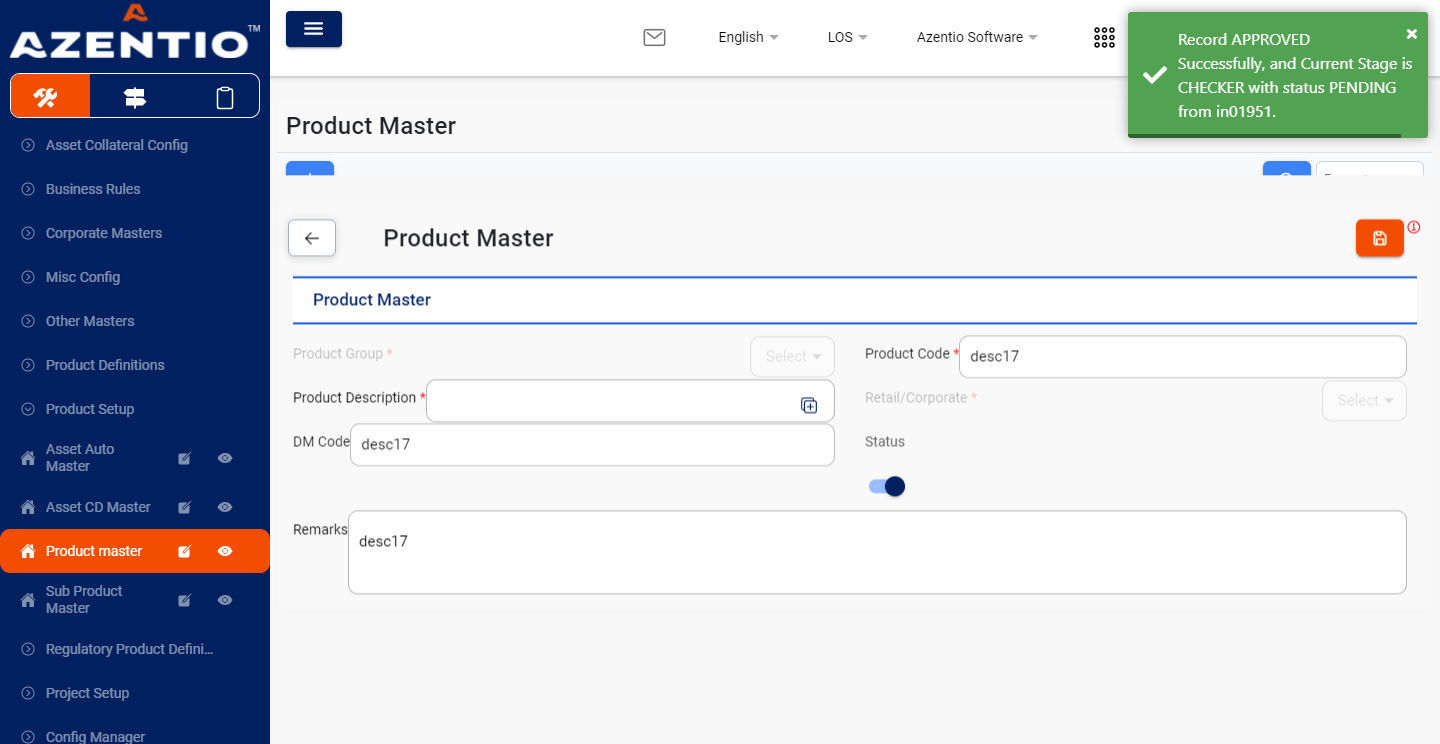 AZENTIO™
English
LOS
Azentio Software
Record APPROVED
Successfully, and Current Stage is
CHECKER with status PENDING
from in01951.
Asset Collateral Config
Business Rules
Corporate Masters
Misc Config
Other Masters
Product Definitions
Product Setup
Asset Auto
Master
Asset CD Master
Product master
Sub Product
Master
Regulatory Product Defini...
Project Setup
Config Manager
Product Master
Product Master
Product Master
Product Group *
Select
Product Code *
desc17
Product Description *
Retail/Corporate *
Select
DM Code
desc17
Status
Remarks
desc17